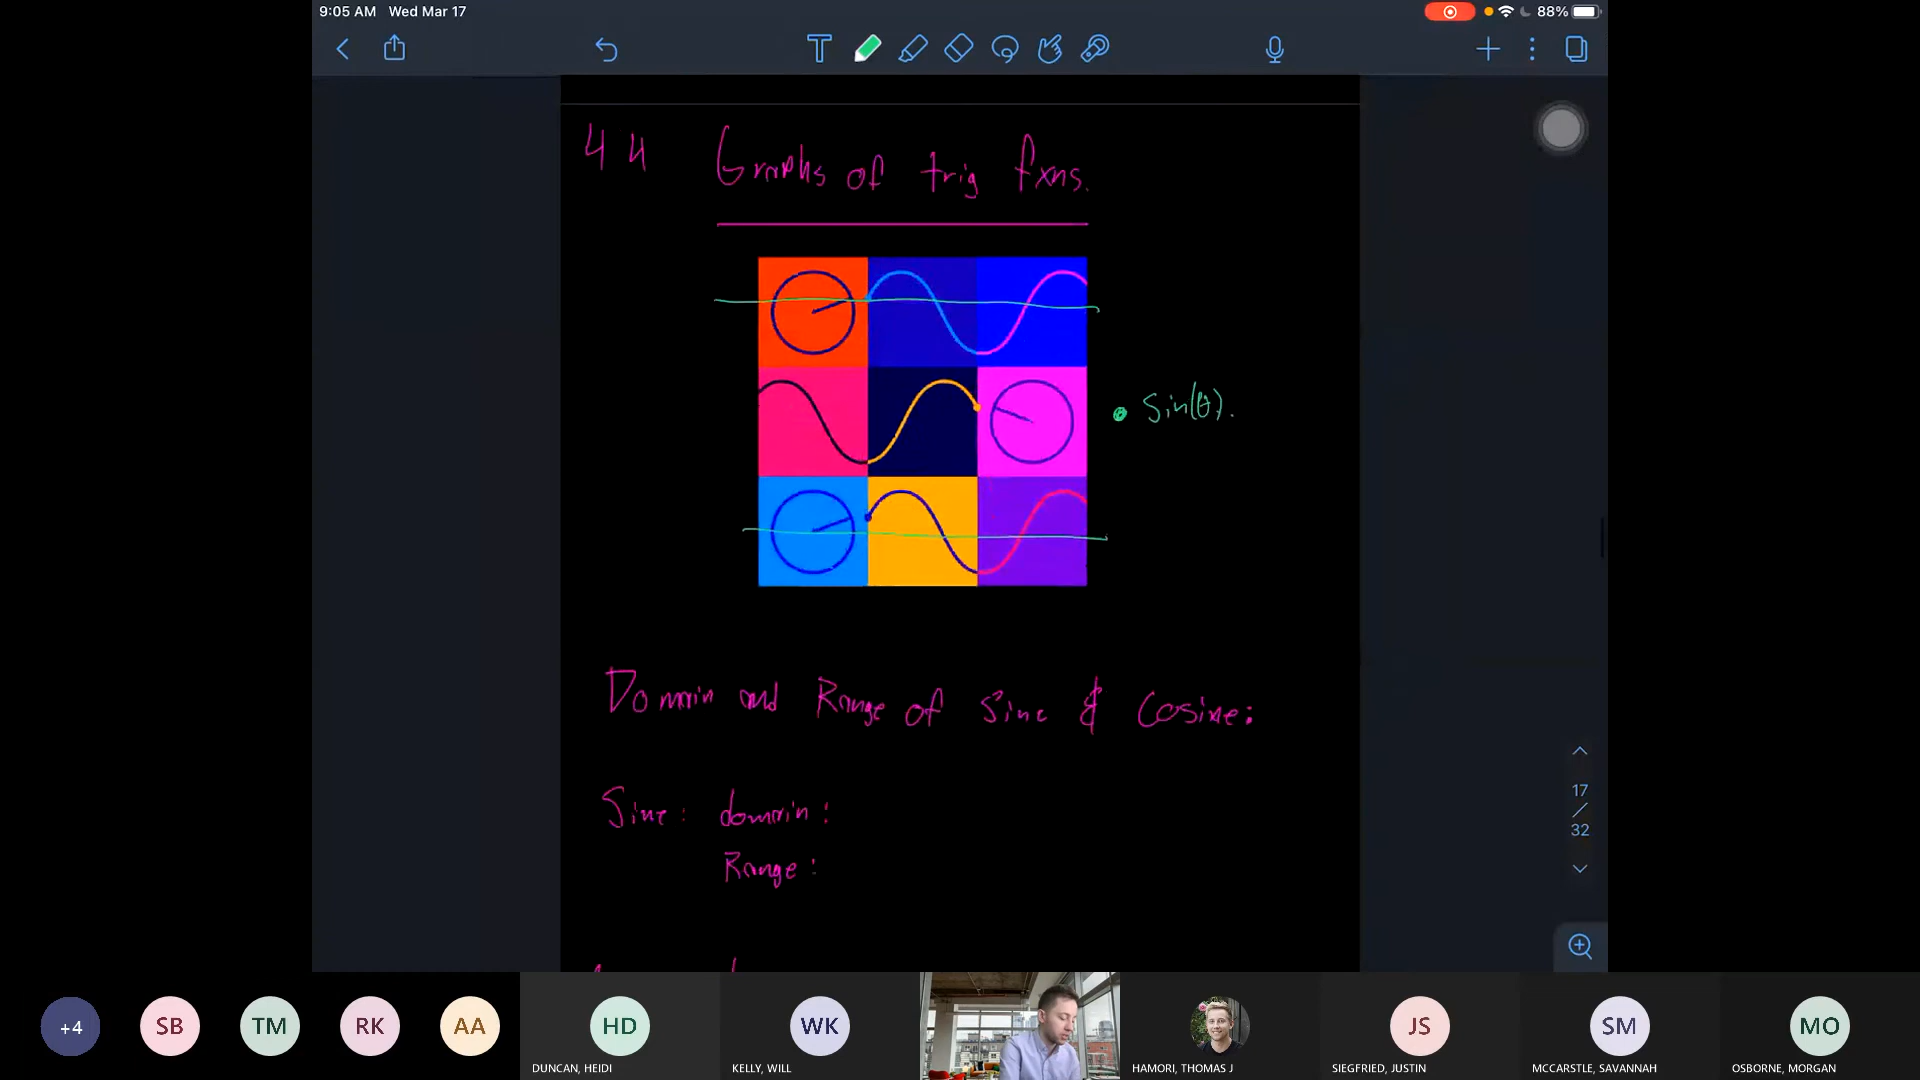 9:05 AM Wed Mar 17
88%
4 4 Graphs of trig fxns.
• Sin(θ).
Domain and Range of Sine & Cosine:
Sine: domain:
Range:
17
/
32
+4
SB
TM
RK
AA
HD
WK
JS
SM
MO
DUNCAN, HEIDI
KELLY, WILL
HAMORI, THOMAS J
SIEGFRIED, JUSTIN
MCCARSTLE, SAVANNAH
OSBORNE, MORGAN